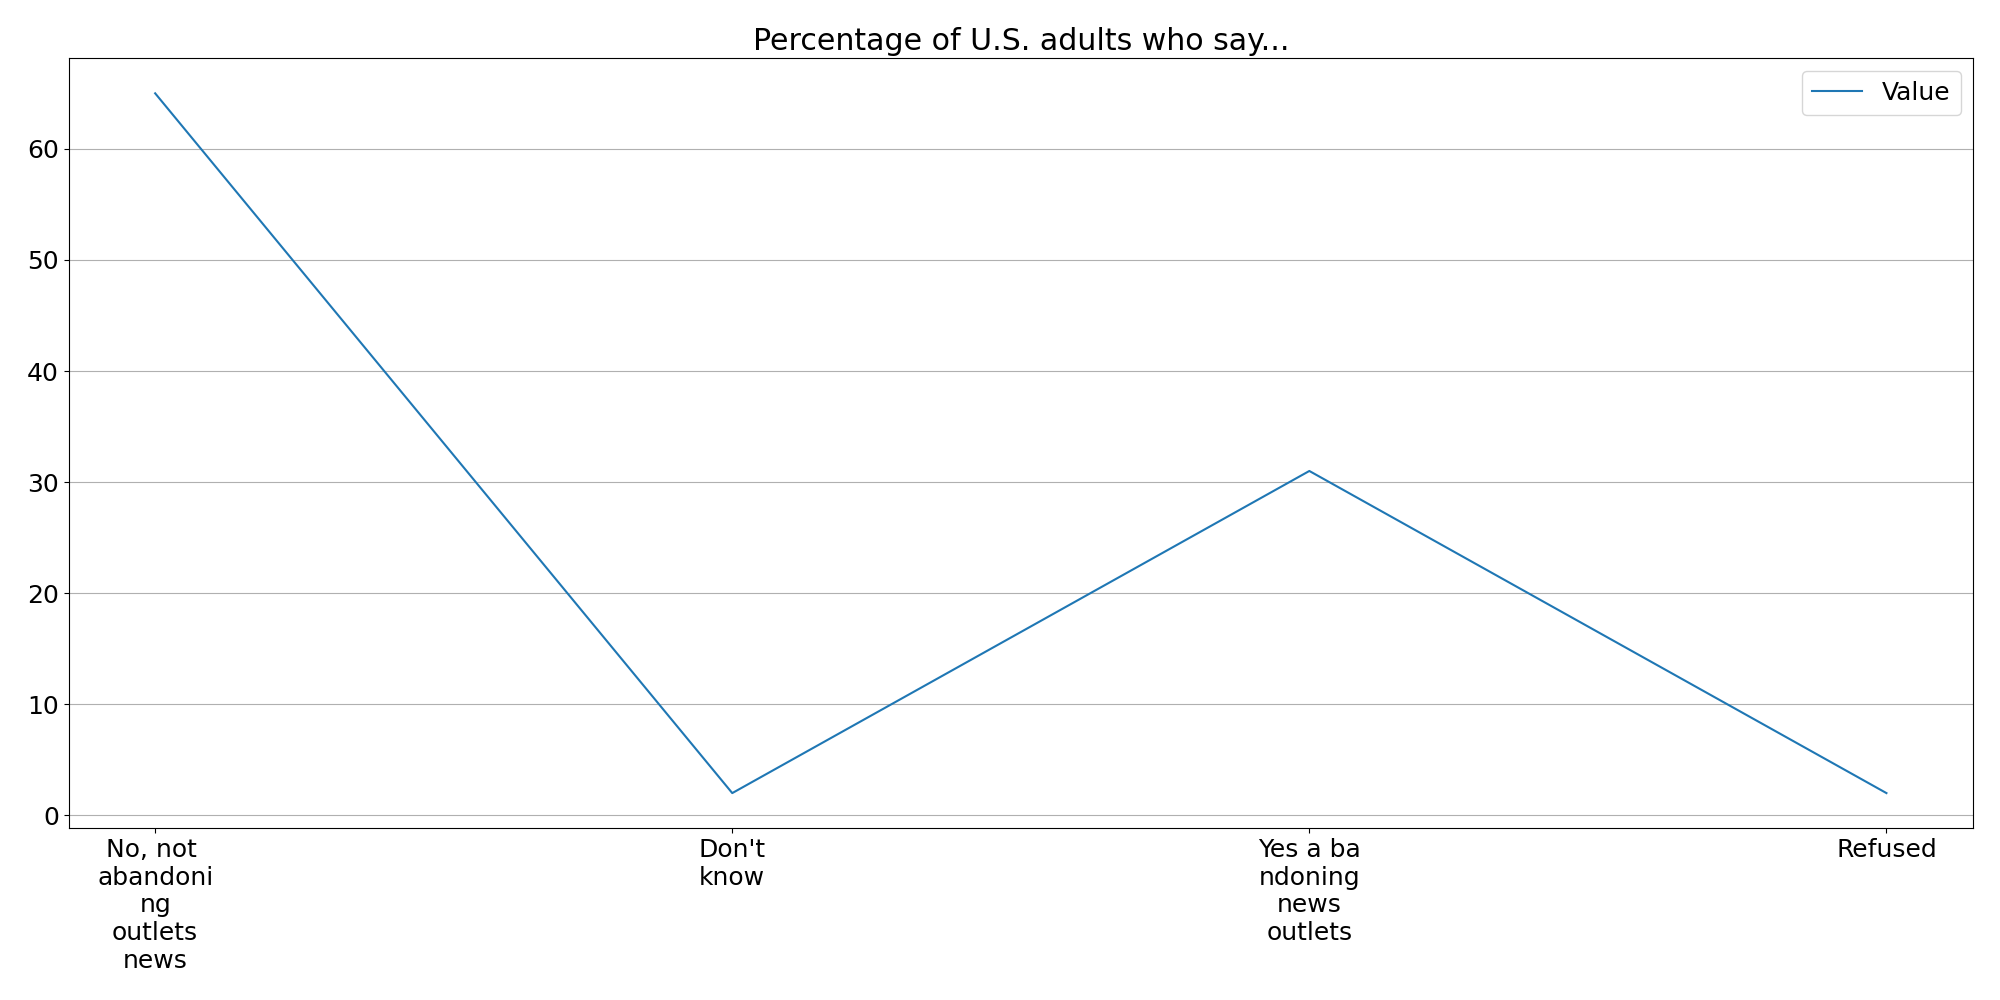 Percentage of U.S. adults who say...
Value
60
50
40
30
20
10
0
No, not
abandoni
ng
outlets
news
Don't
know
Yes a ba
ndoning
news
outlets
Refused